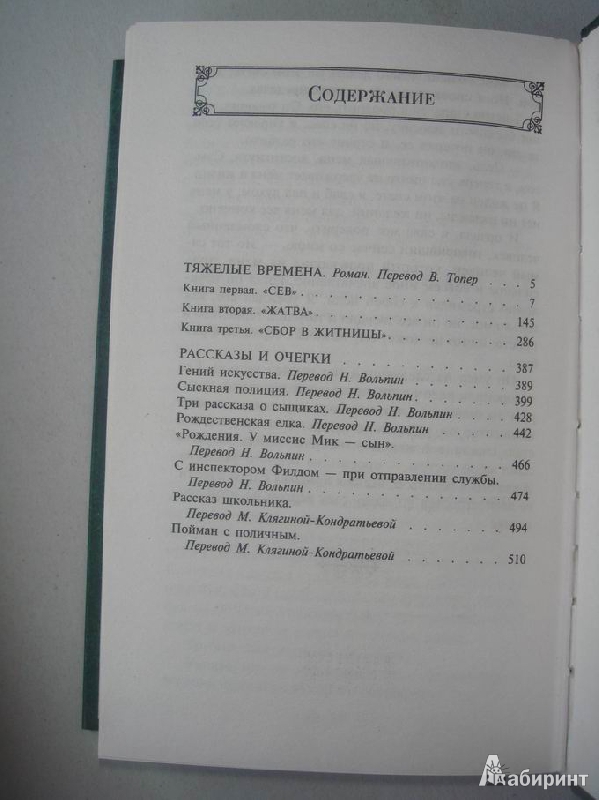 СОДЕРЖАНИЕ
ТЯЖЕЛЫЕ ВРЕМЕНА. Роман. Перевод В. Топер . . . 5
Книга первая. «СЕВ» . . . . . . . . . . . . 7
Книга вторая. «ЖАТВА» . . . . . . . . . . . 145
Книга третья. «СБОР В ЖИТНИЦЫ» . . . . . . . 286
РАССКАЗЫ И ОЧЕРКИ . . . . . . . . . . . 387
Гений искусства. Перевод Н. Вольпин . . . . . . . 389
Сыскная полиция. Перевод Н. Вольпин . . . . . . . 399
Три рассказа о сыщиках. Перевод Н. Вольпин . . . . 428
Рождественская елка. Перевод Н. Вольпин . . . . . 442
«Рождения. У миссис Мик — сын».
Перевод Н. Вольпин . . . . . . . . . . . 466
С инспектором Филдом — при отправлении службы.
Перевод Н. Вольпин . . . . . . . . . . . 474
Рассказ школьника.
Перевод М. Клягиной-Кондратьевой . . . . . . 494
Пойман с поличным.
Перевод М. Клягиной-Кондратьевой . . . . . . 510
Лабиринт.ру